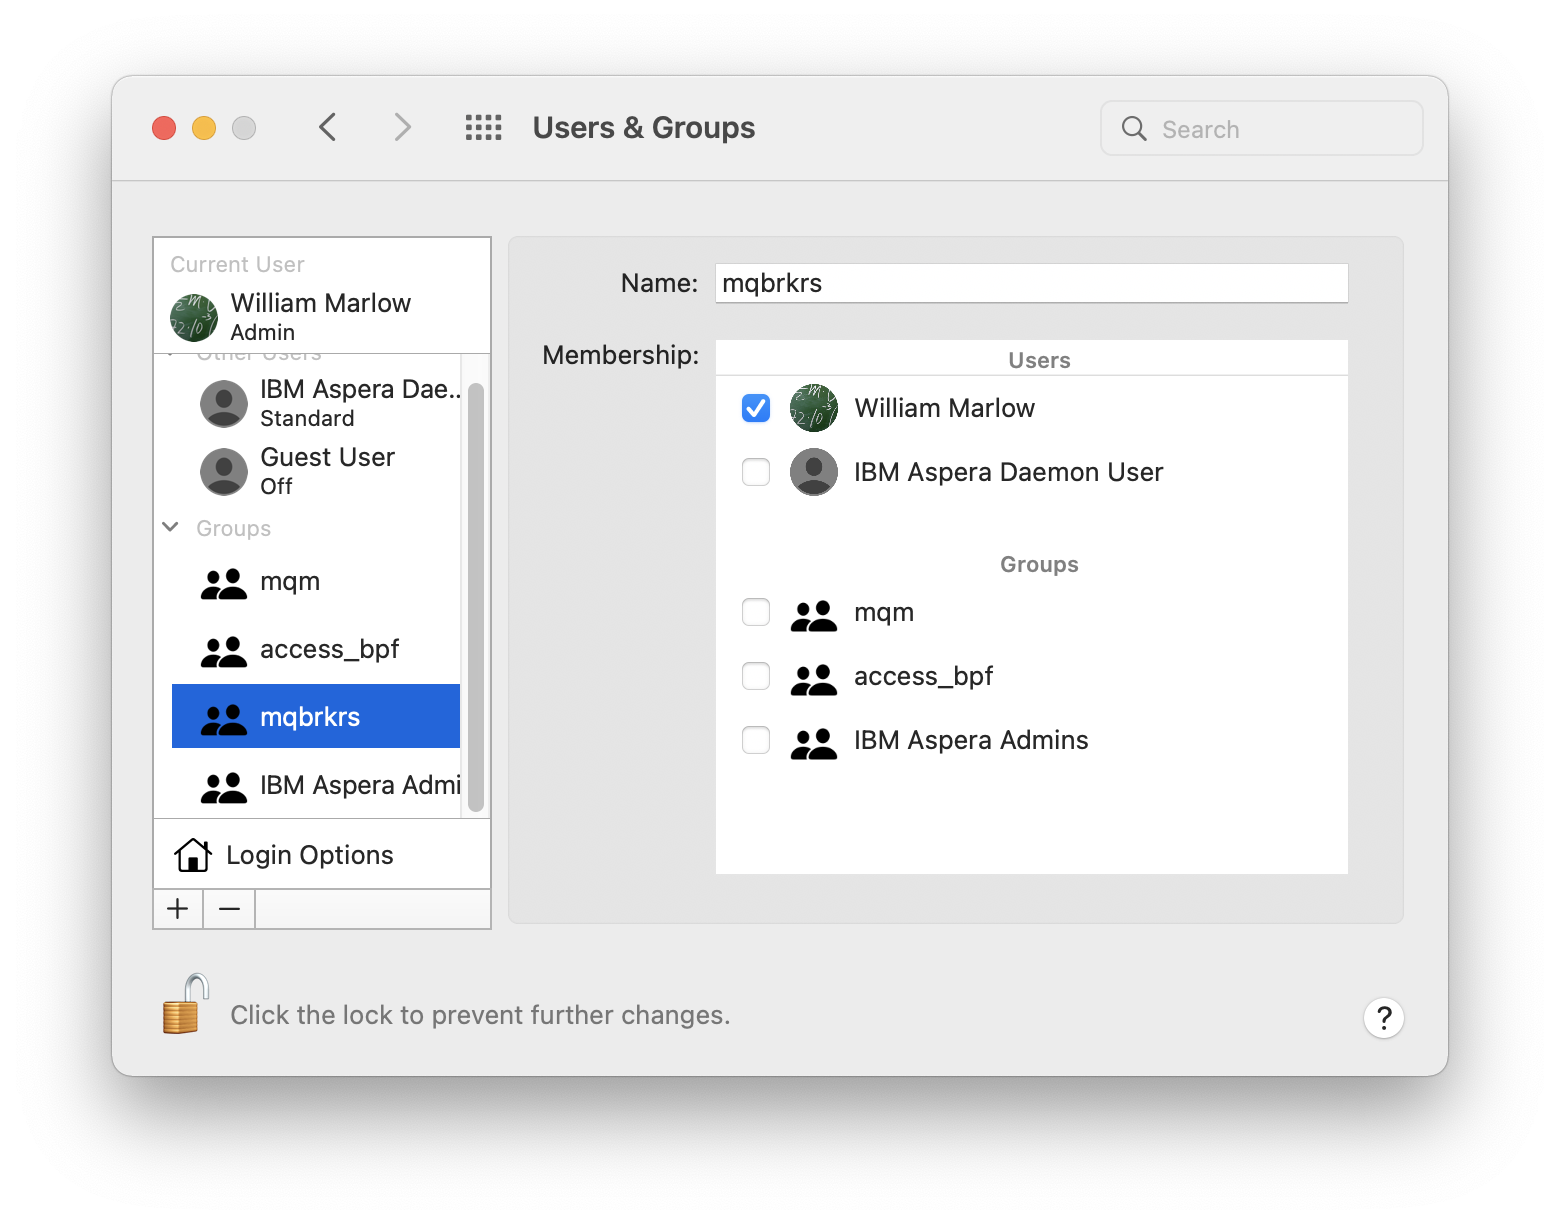 Users & Groups
Search
Current User
William Marlow
Admin
Other Users
IBM Aspera Dae..
Standard
Guest User
Off
Groups
mqm
access_bpf
mqbrkrs
IBM Aspera Admi
Login Options
Name: mqbrkrs
Membership:
Users
William Marlow
IBM Aspera Daemon User
Groups
mqm
access_bpf
IBM Aspera Admins
Click the lock to prevent further changes.
?